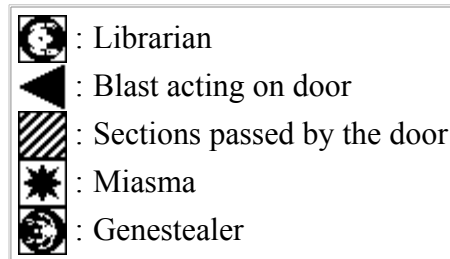 : Librarian
: Blast acting on door
: Sections passed by the door
: Miasma
: Genestealer